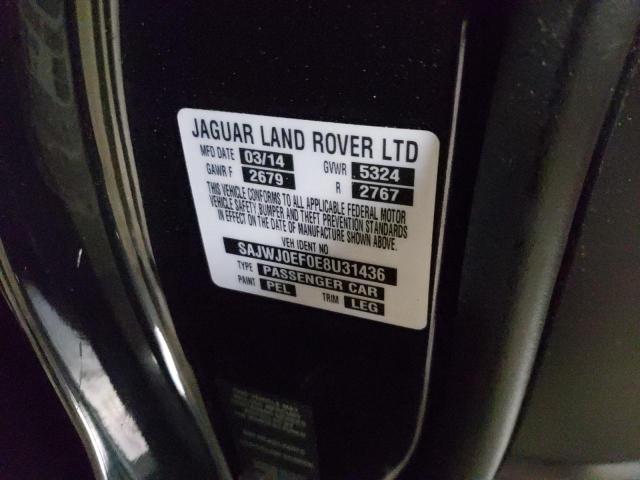 JAGUAR LAND ROVER LTD
MFD DATE 03/14 GVWR 5324
GAWR F 2679 R 2767
THIS VEHICLE CONFORMS TO ALL APPLICABLE FEDERAL MOTOR
VEHICLE SAFETY, BUMPER AND THEFT PREVENTION STANDARDS
IN EFFECT ON THE DATE OF MANUFACTURE SHOWN ABOVE.
VEH IDENT NO
SAJWJ0EF0E8U31436
TYPE PASSENGER CAR
PAINT PEL TRIM LEG